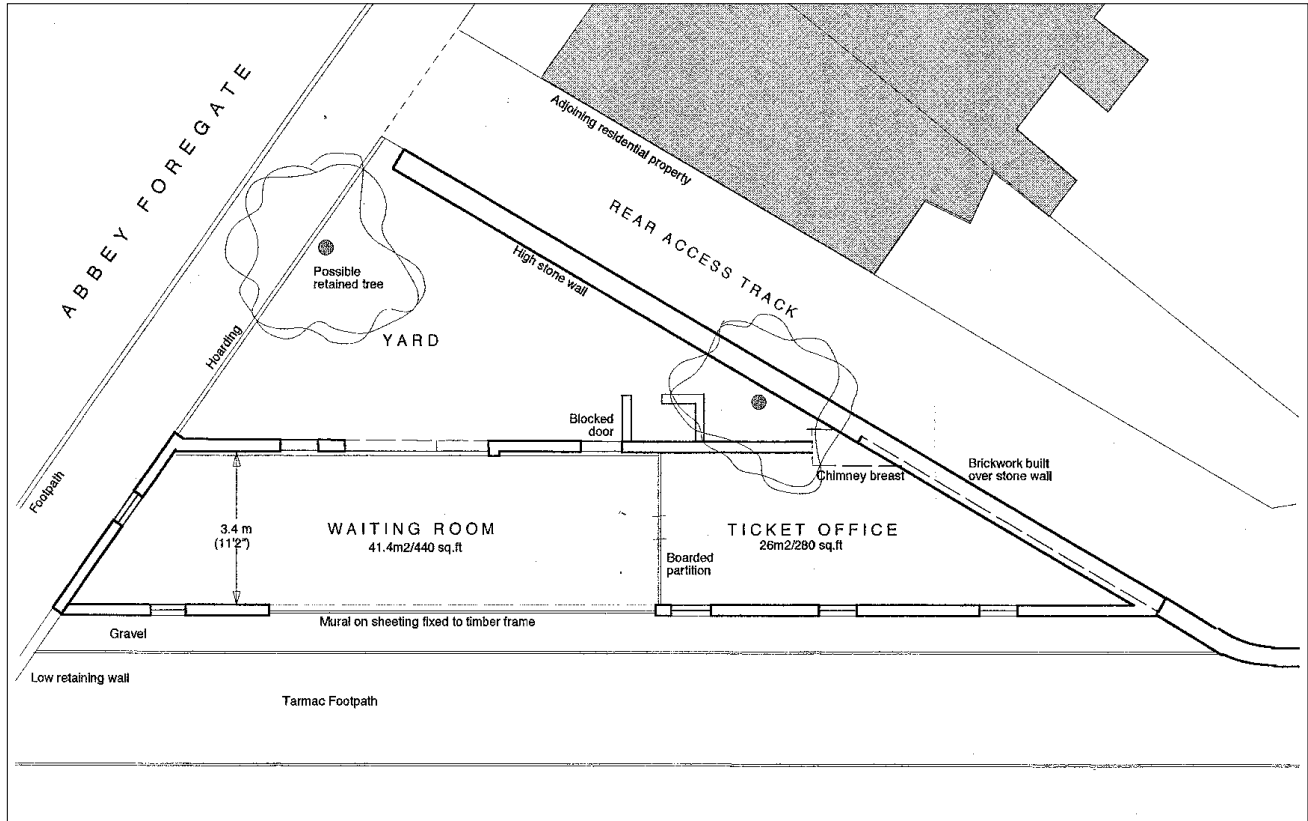 ABBEY FOREGATE
Adjoining residential property
REAR ACCESS TRACK
High stone wall
Possible
retained tree
YARD
Hoarding
Blocked
door
Footpath
Chimney breast
Brickwork built
over stone wall
3.4 m
(11'2")
WAITING ROOM
41.4m2/440 sq.ft
TICKET OFFICE
26m2/280 sq.ft
Boarded
partition
Mural on sheeting fixed to timber frame
Gravel
Low retaining wall
Tarmac Footpath